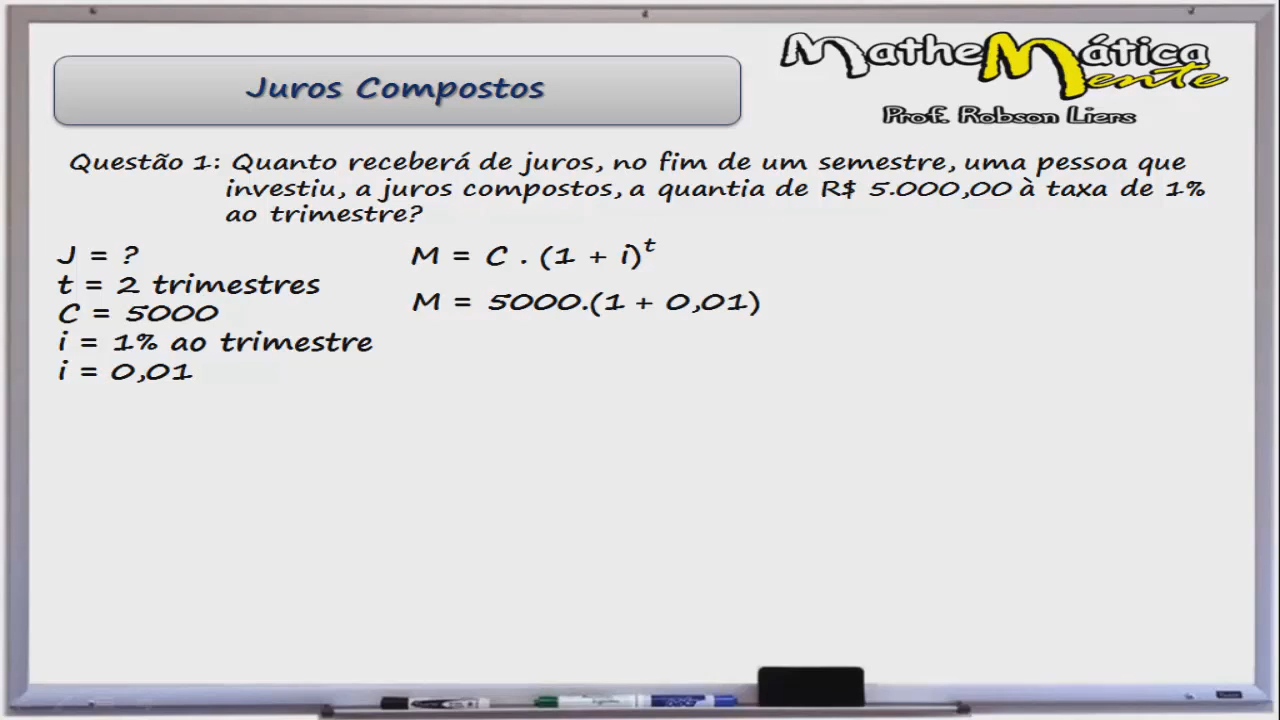 MatheMática
mente
Prof. Robson Liers
Juros Compostos
Questão 1: Quanto receberá de juros, no fim de um semestre, uma pessoa que
investiu, a juros compostos, a quantia de R$ 5.000,00 à taxa de 1%
ao trimestre?
J = ?
t = 2 trimestres
C = 5000
i = 1% ao trimestre
i = 0,01
M = C . (1 + i)^t
M = 5000.(1 + 0,01)